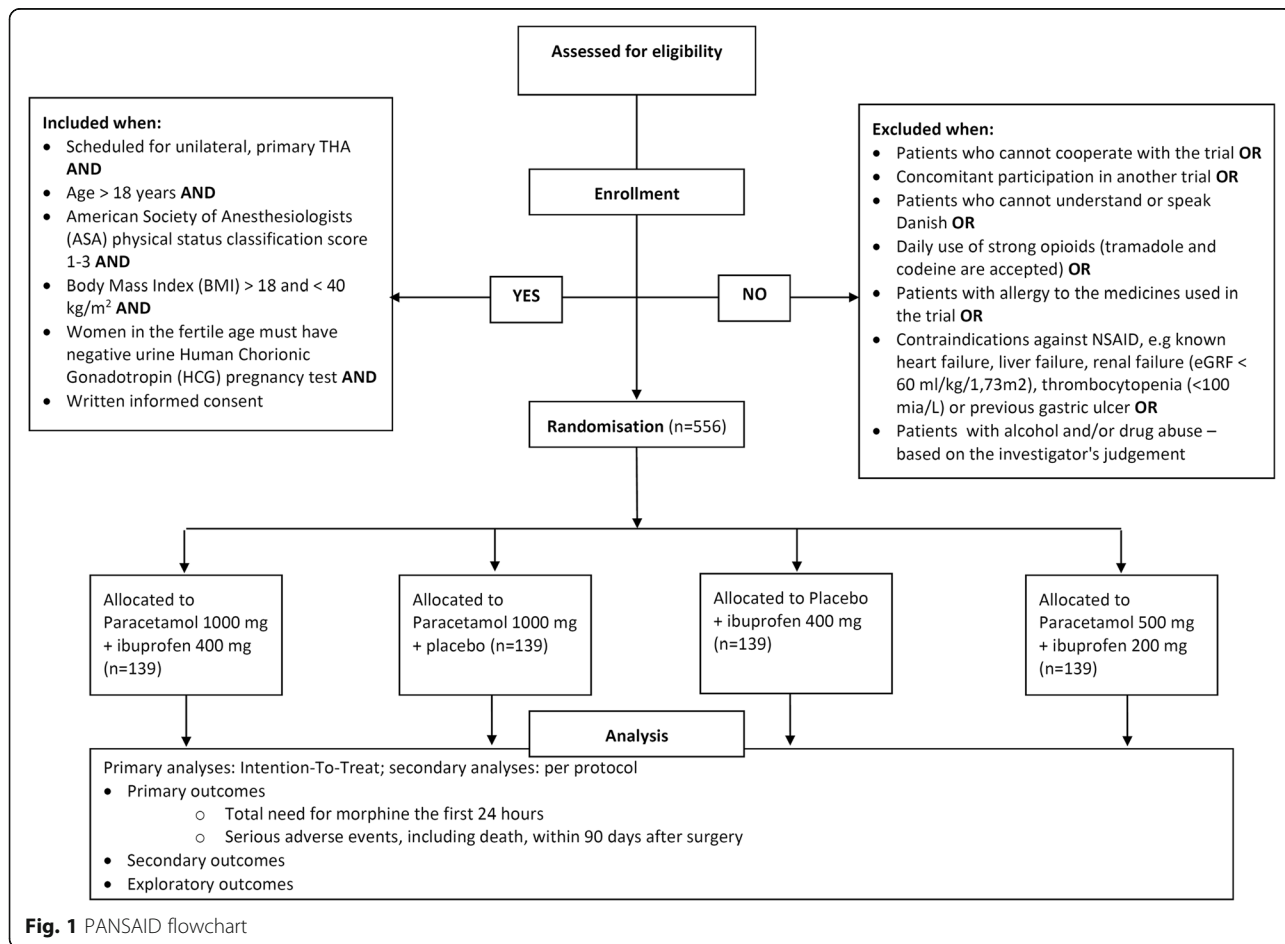 Assessed for eligibility
Included when:
• Scheduled for unilateral, primary THA
AND
• Age > 18 years AND
• American Society of Anesthesiologists
(ASA) physical status classification score
1-3 AND
• Body Mass Index (BMI) > 18 and < 40
kg/m² AND
• Women in the fertile age must have
negative urine Human Chorionic
Gonadotropin (HCG) pregnancy test AND
• Written informed consent
Enrollment
YES
NO
Excluded when:
• Patients who cannot cooperate with the trial OR
• Concomitant participation in another trial OR
• Patients who cannot understand or speak
Danish OR
• Daily use of strong opioids (tramadole and
codeine are accepted) OR
• Patients with allergy to the medicines used in
the trial OR
• Contraindications against NSAID, e.g known
heart failure, liver failure, renal failure (eGRF <
60 ml/kg/1,73m2), thrombocytopenia (<100
mia/L) or previous gastric ulcer OR
• Patients with alcohol and/or drug abuse –
based on the investigator's judgement
Randomisation (n=556)
Allocated to
Paracetamol 1000 mg
+ ibuprofen 400 mg
(n=139)
Allocated to
Paracetamol 1000 mg
+ placebo (n=139)
Allocated to Placebo
+ ibuprofen 400 mg
(n=139)
Allocated to
Paracetamol 500 mg
+ ibuprofen 200 mg
(n=139)
Analysis
Primary analyses: Intention-To-Treat; secondary analyses: per protocol
• Primary outcomes
o Total need for morphine the first 24 hours
o Serious adverse events, including death, within 90 days after surgery
• Secondary outcomes
• Exploratory outcomes
Fig. 1 PANSAID flowchart